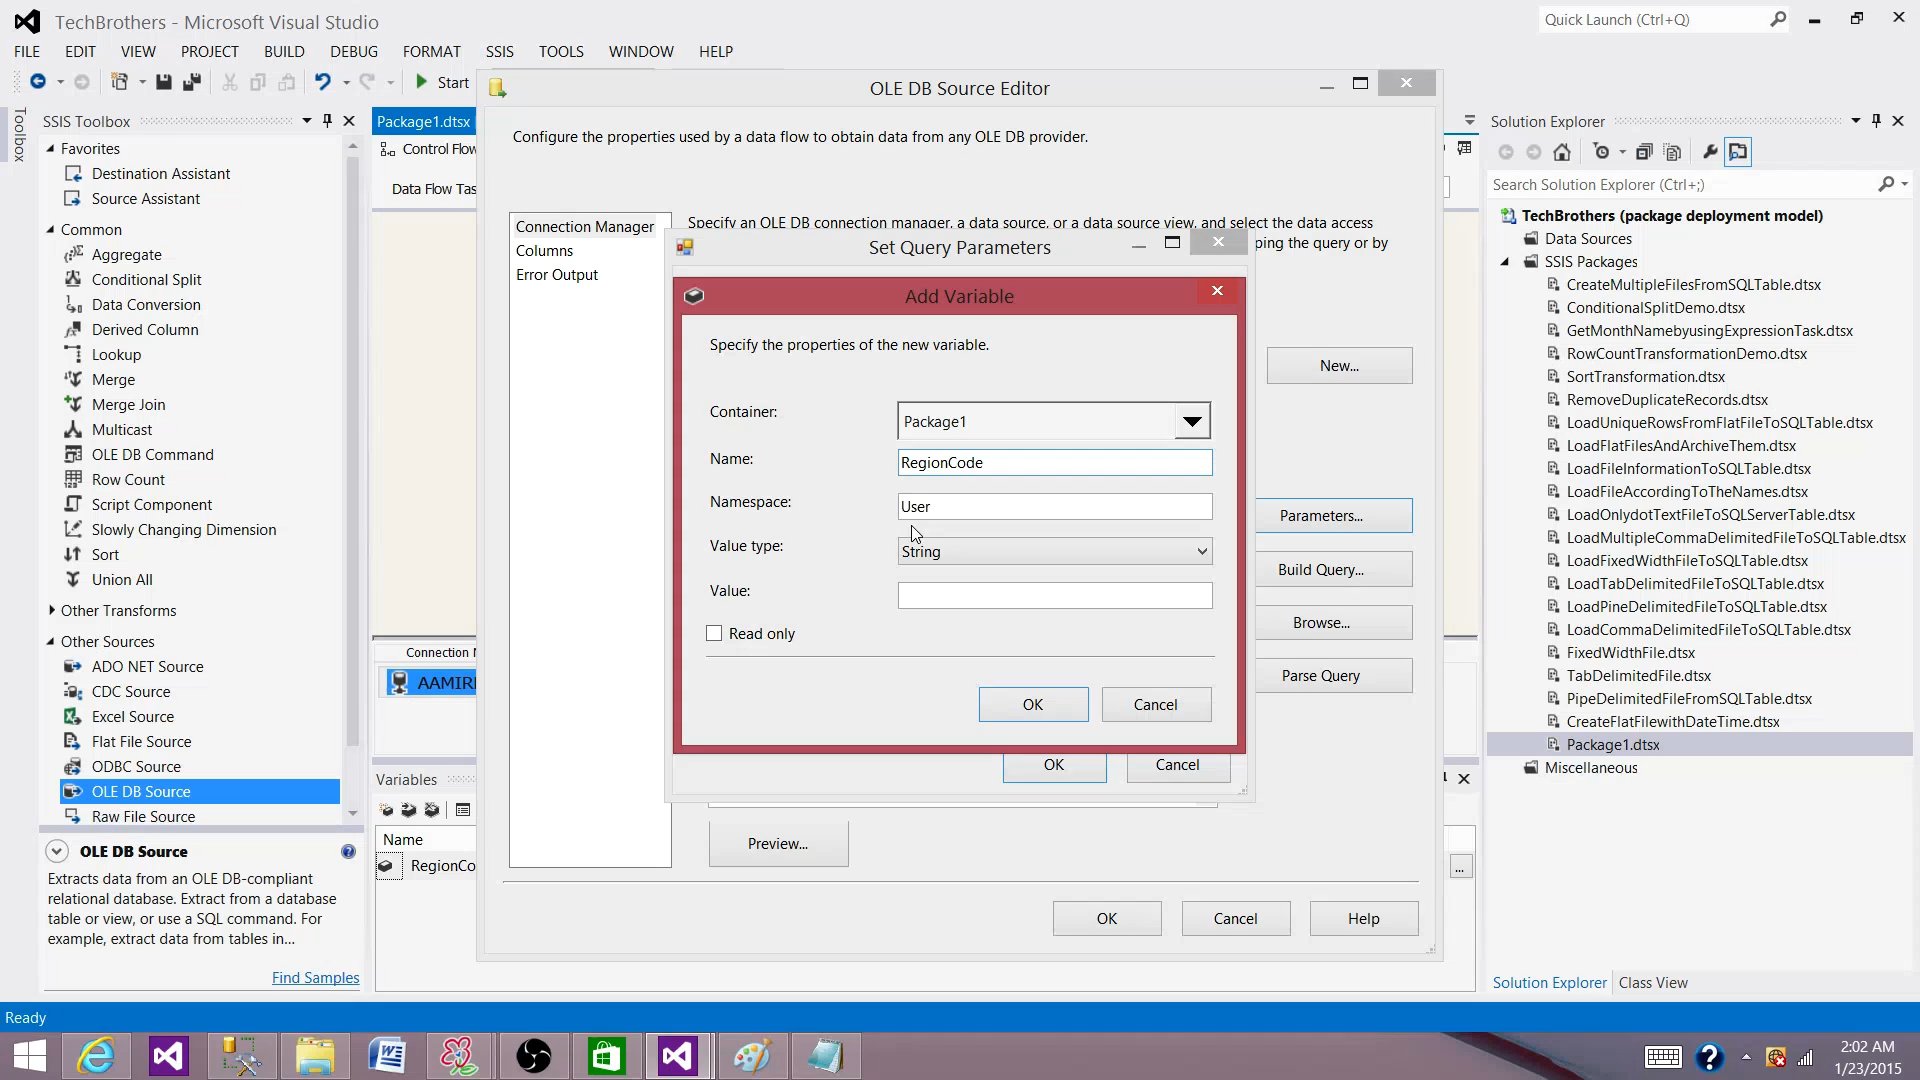 TechBrothers - Microsoft Visual Studio
Quick Launch (Ctrl+Q)
FILE EDIT VIEW PROJECT BUILD DEBUG FORMAT SSIS TOOLS WINDOW HELP
Start
Toolbox
SSIS Toolbox
Favorites
Destination Assistant
Source Assistant
Common
Aggregate
Conditional Split
Data Conversion
Derived Column
Lookup
Merge
Merge Join
Multicast
OLE DB Command
Row Count
Script Component
Slowly Changing Dimension
Sort
Union All
Other Transforms
Other Sources
ADO NET Source
CDC Source
Excel Source
Flat File Source
ODBC Source
OLE DB Source
Raw File Source
OLE DB Source
Extracts data from an OLE DB-compliant
relational database. Extract from a database
table or view, or use a SQL command. For
example, extract data from tables in...
Find Samples
Package1.dtsx
Control Flow
Data Flow Tas
Connection M
AAMIR
Variables
Name
RegionCo
OLE DB Source Editor
Configure the properties used by a data flow to obtain data from any OLE DB provider.
Connection Manager
Columns
Error Output
Specify an OLE DB connection manager, a data source, or a data source view, and select the data access
ping the query or by
New...
Parameters...
Build Query...
Browse...
Parse Query
Preview...
OK Cancel Help
Set Query Parameters
OK Cancel
Add Variable
Specify the properties of the new variable.
Container: Package1
Name: RegionCode
Namespace: User
Value type: String
Value:
Read only
OK Cancel
...
Solution Explorer
Search Solution Explorer (Ctrl+;)
TechBrothers (package deployment model)
Data Sources
SSIS Packages
CreateMultipleFilesFromSQLTable.dtsx
ConditionalSplitDemo.dtsx
GetMonthNamebyusingExpressionTask.dtsx
RowCountTransformationDemo.dtsx
SortTransformation.dtsx
RemoveDuplicateRecords.dtsx
LoadUniqueRowsFromFlatFileToSQLTable.dtsx
LoadFlatFilesAndArchiveThem.dtsx
LoadFileInformationToSQLTable.dtsx
LoadFileAccordingToTheNames.dtsx
LoadOnlydotTextFileToSQLServerTable.dtsx
LoadMultipleCommaDelimitedFileToSQLTable.dtsx
LoadFixedWidthFileToSQLTable.dtsx
LoadTabDelimitedFileToSQLTable.dtsx
LoadPineDelimitedFileToSQLTable.dtsx
LoadCommaDelimitedFileToSQLTable.dtsx
FixedWidthFile.dtsx
TabDelimitedFile.dtsx
PipeDelimitedFileFromSQLTable.dtsx
CreateFlatFilewithDateTime.dtsx
Package1.dtsx
Miscellaneous
Solution Explorer Class View
Ready
2:02 AM
1/23/2015